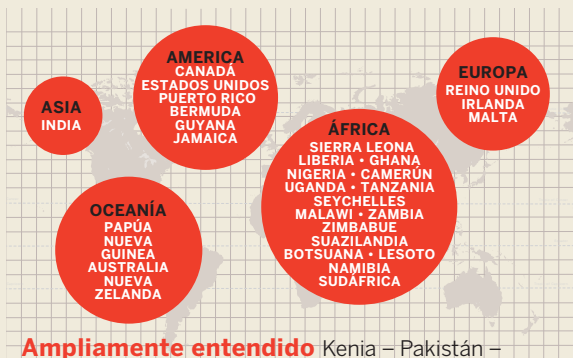 ASIA
INDIA
AMERICA
CANADÁ
ESTADOS UNIDOS
PUERTO RICO
BERMUDA
GUYANA
JAMAICA
EUROPA
REINO UNIDO
IRLANDA
MALTA
OCEANÍA
PAPÚA
NUEVA
GUINEA
AUSTRALIA
NUEVA
ZELANDA
ÁFRICA
SIERRA LEONA
LIBERIA • GHANA
NIGERIA • CAMERÚN
UGANDA • TANZANIA
SEYCHELLES
MALAWI • ZAMBIA
ZIMBABUE
SUAZILANDIA
BOTSUANA • LESOTO
NAMIBIA
SUDÁFRICA
Ampliamente entendido Kenia – Pakistán –